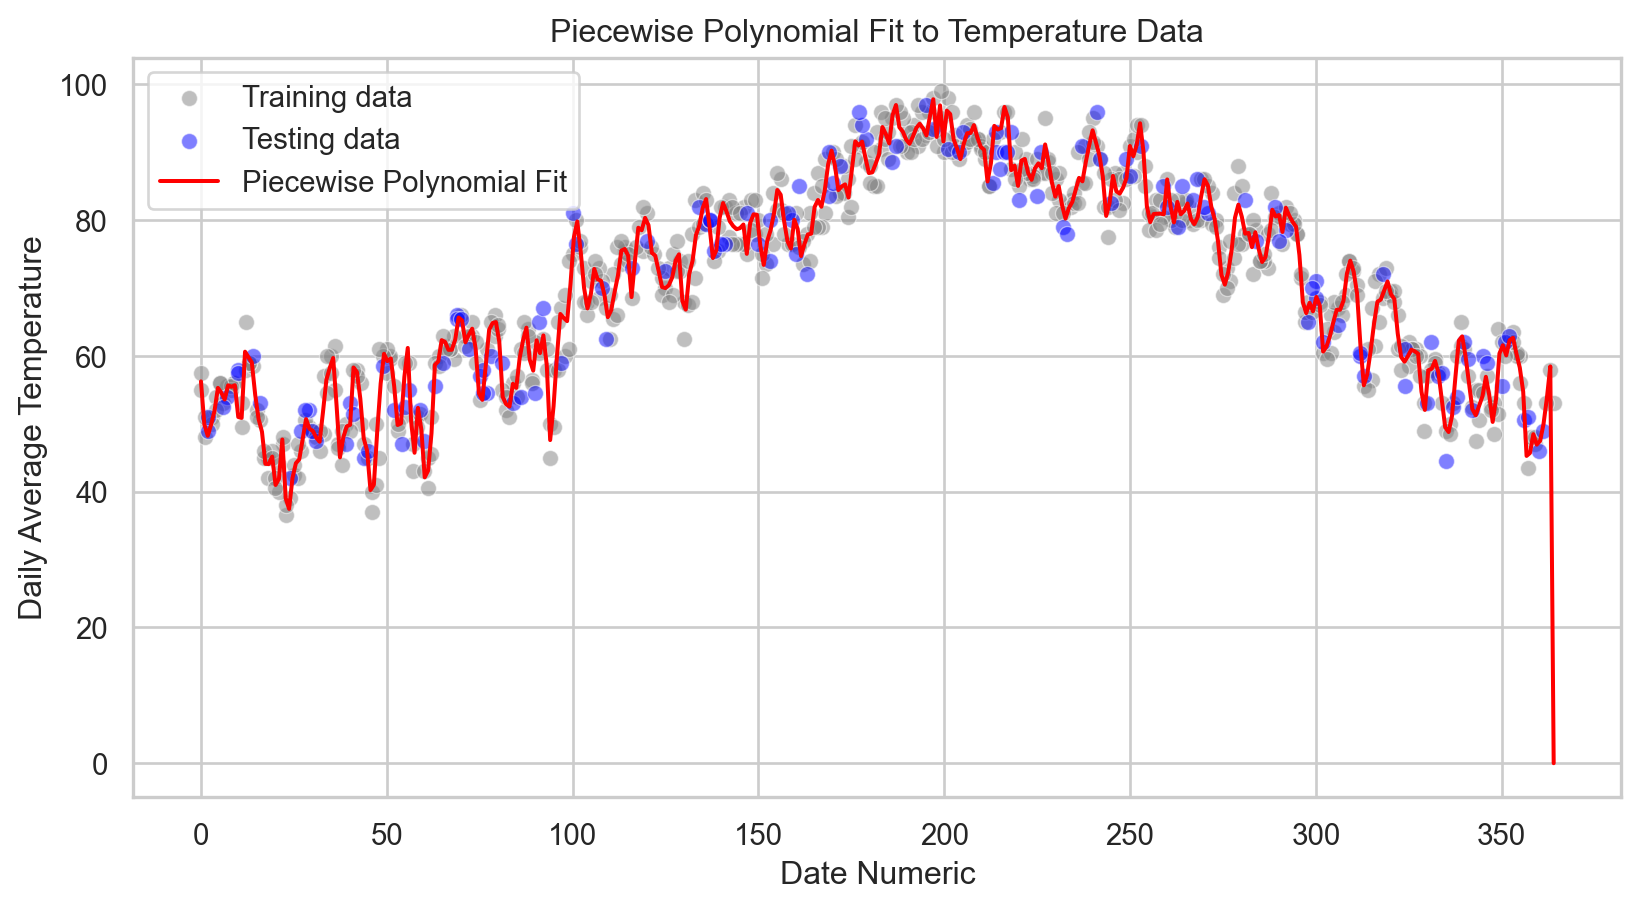 Piecewise Polynomial Fit to Temperature Data
Training data
Testing data
Piecewise Polynomial Fit
Daily Average Temperature
100
80
60
40
20
0
0 50 100 150 200 250 300 350
Date Numeric